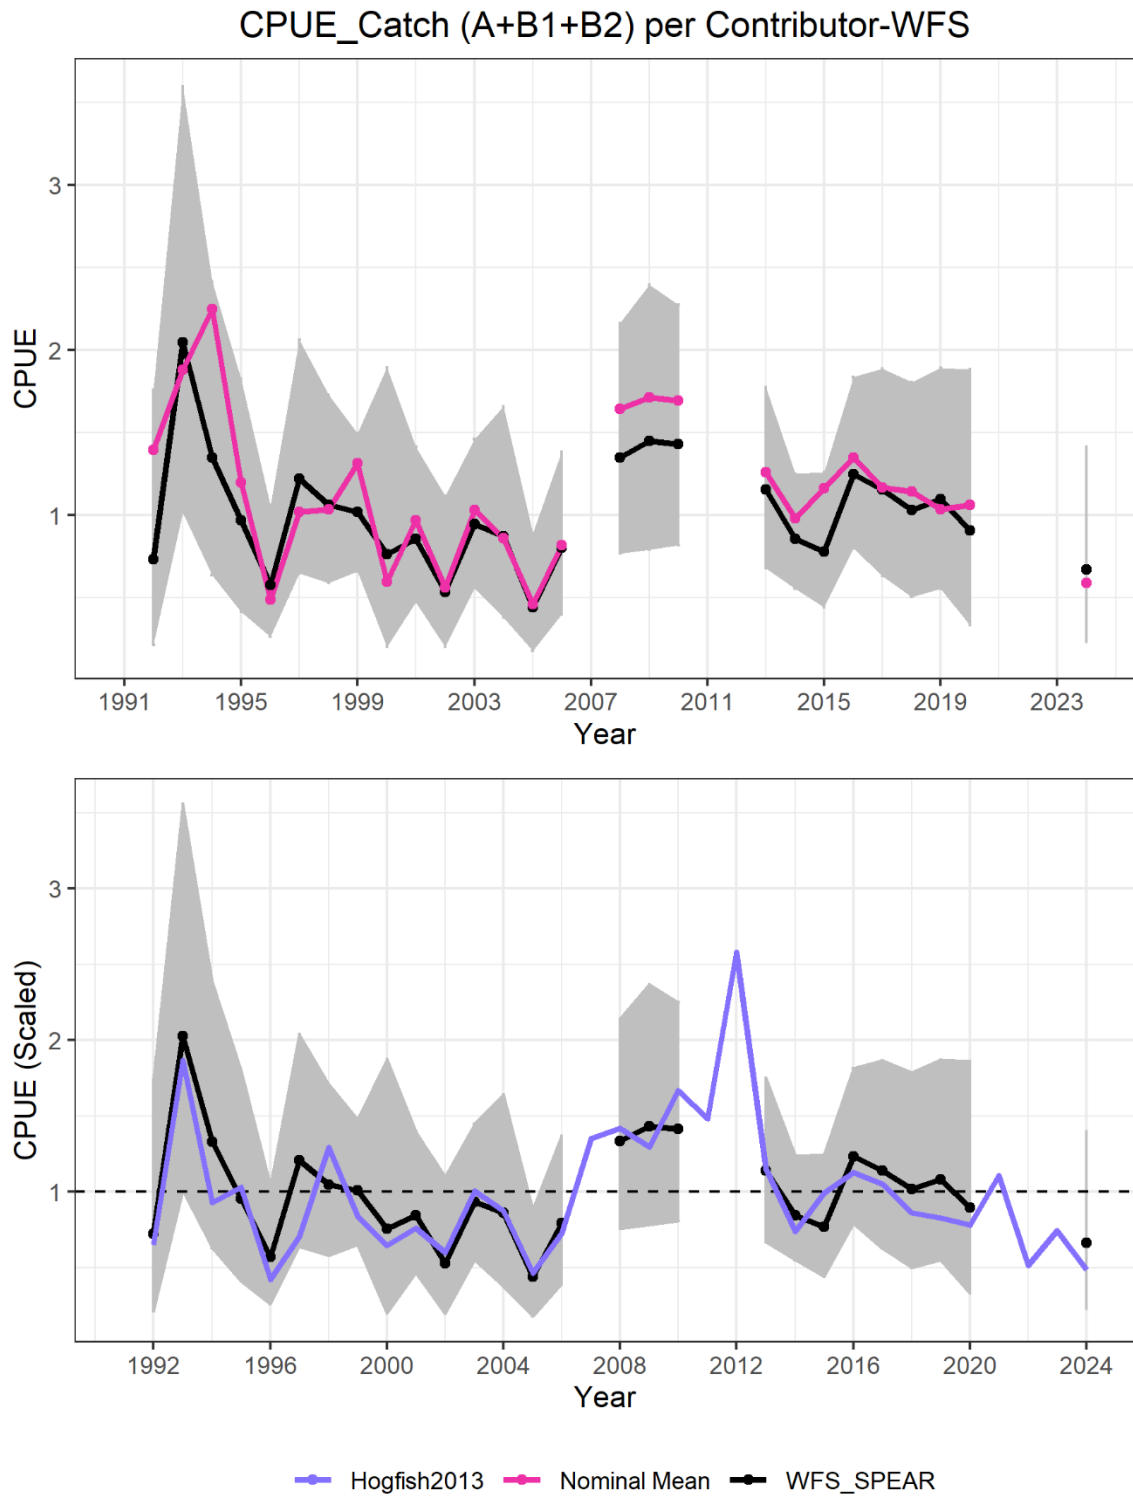 CPUE_Catch (A+B1+B2) per Contributor-WFS
3
2
1
CPUE
1991 1995 1999 2003 2007 2011 2015 2019 2023
Year
3
2
1
CPUE (Scaled)
1992 1996 2000 2004 2008 2012 2016 2020 2024
Year
Hogfish2013 Nominal Mean WFS_SPEAR